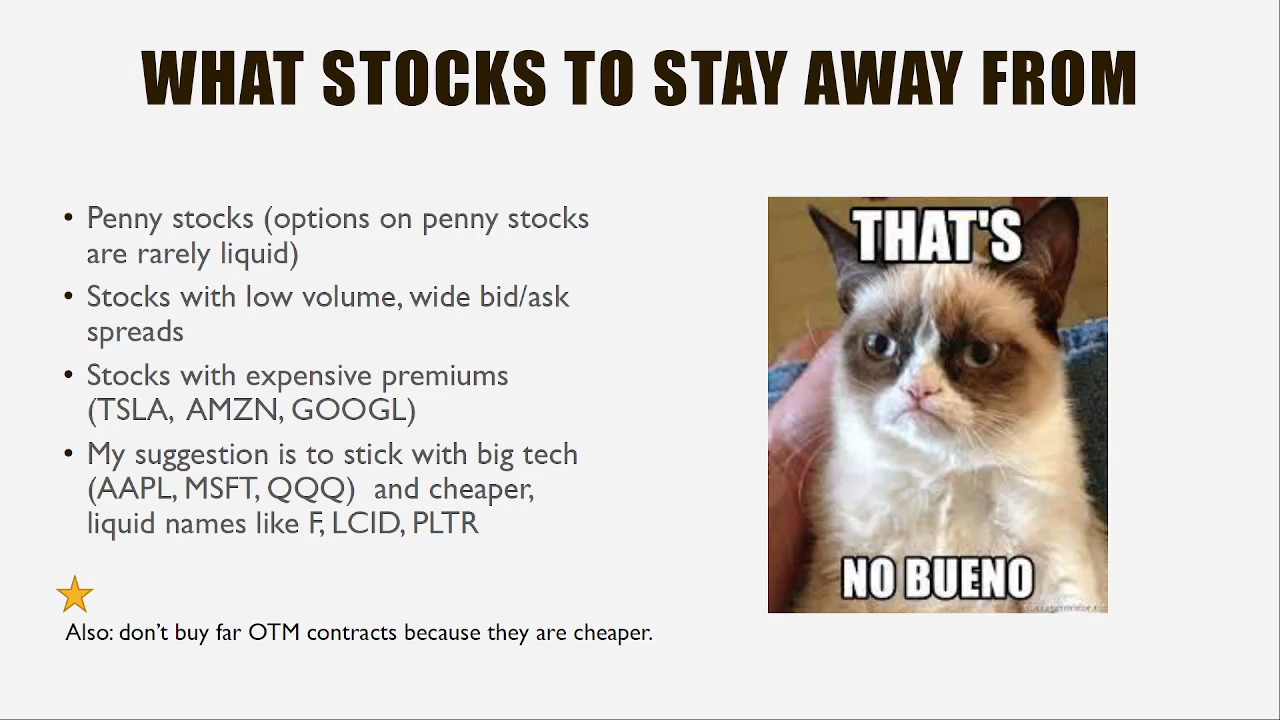 WHAT STOCKS TO STAY AWAY FROM
• Penny stocks (options on penny stocks
are rarely liquid)
• Stocks with low volume, wide bid/ask
spreads
• Stocks with expensive premiums
(TSLA, AMZN, GOOGL)
• My suggestion is to stick with big tech
(AAPL, MSFT, QQQ) and cheaper,
liquid names like F, LCID, PLTR
Also: don’t buy far OTM contracts because they are cheaper.
THAT'S
NO BUENO